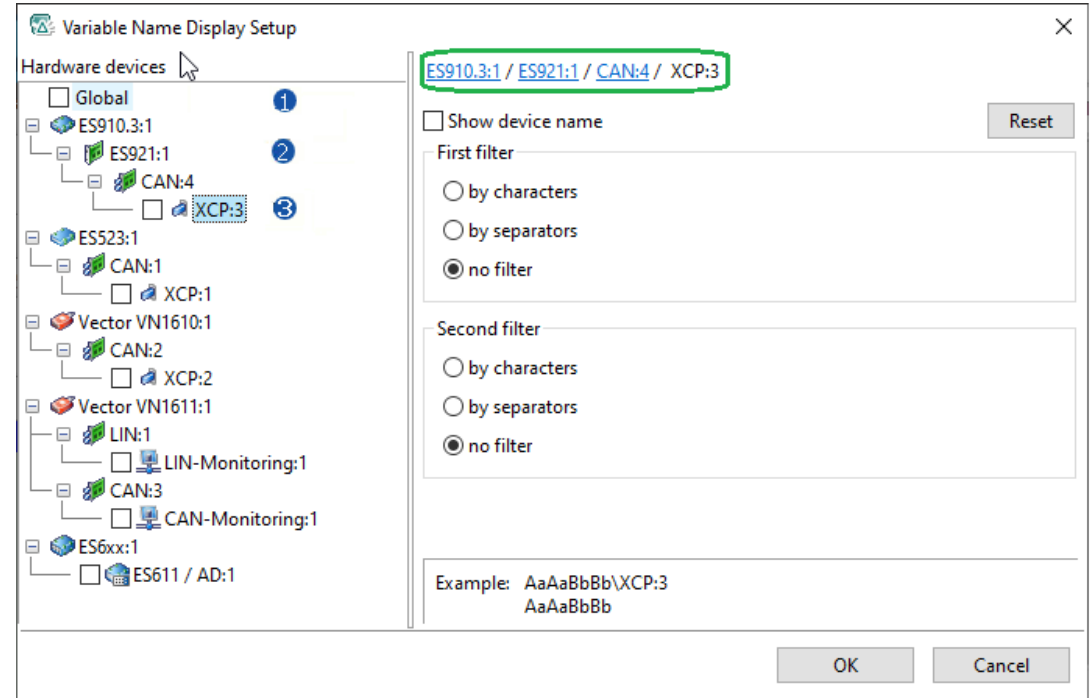 Variable Name Display Setup
Hardware devices
Global
1
ES910.3:1
ES921:1
2
CAN:4
XCP:3
3
ES523:1
CAN:1
XCP:1
Vector VN1610:1
CAN:2
XCP:2
Vector VN1611:1
LIN:1
LIN-Monitoring:1
CAN:3
CAN-Monitoring:1
ES6xx:1
ES611 / AD:1
ES910.3:1 / ES921:1 / CAN:4 / XCP:3
Show device name
Reset
First filter
by characters
by separators
no filter
Second filter
by characters
by separators
no filter
Example: AaAaBbBb\XCP:3
AaAaBbBb
OK
Cancel